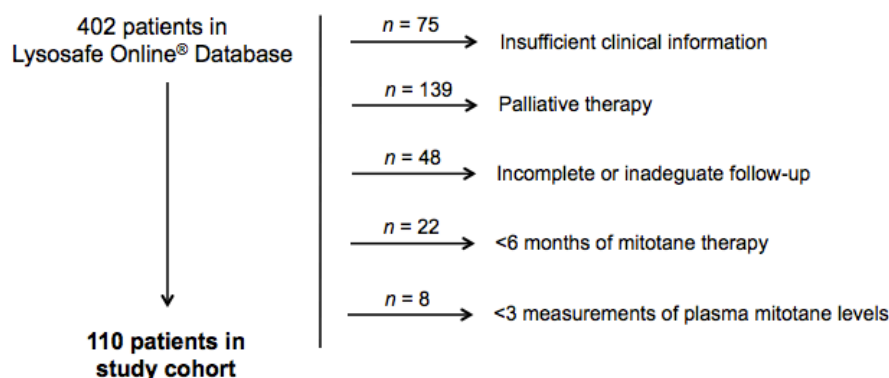 402 patients in
Lysosafe Online® Database
n = 75
Insufficient clinical information
n = 139
Palliative therapy
n = 48
Incomplete or inadeguate follow-up
n = 22
<6 months of mitotane therapy
n = 8
<3 measurements of plasma mitotane levels
110 patients in
study cohort